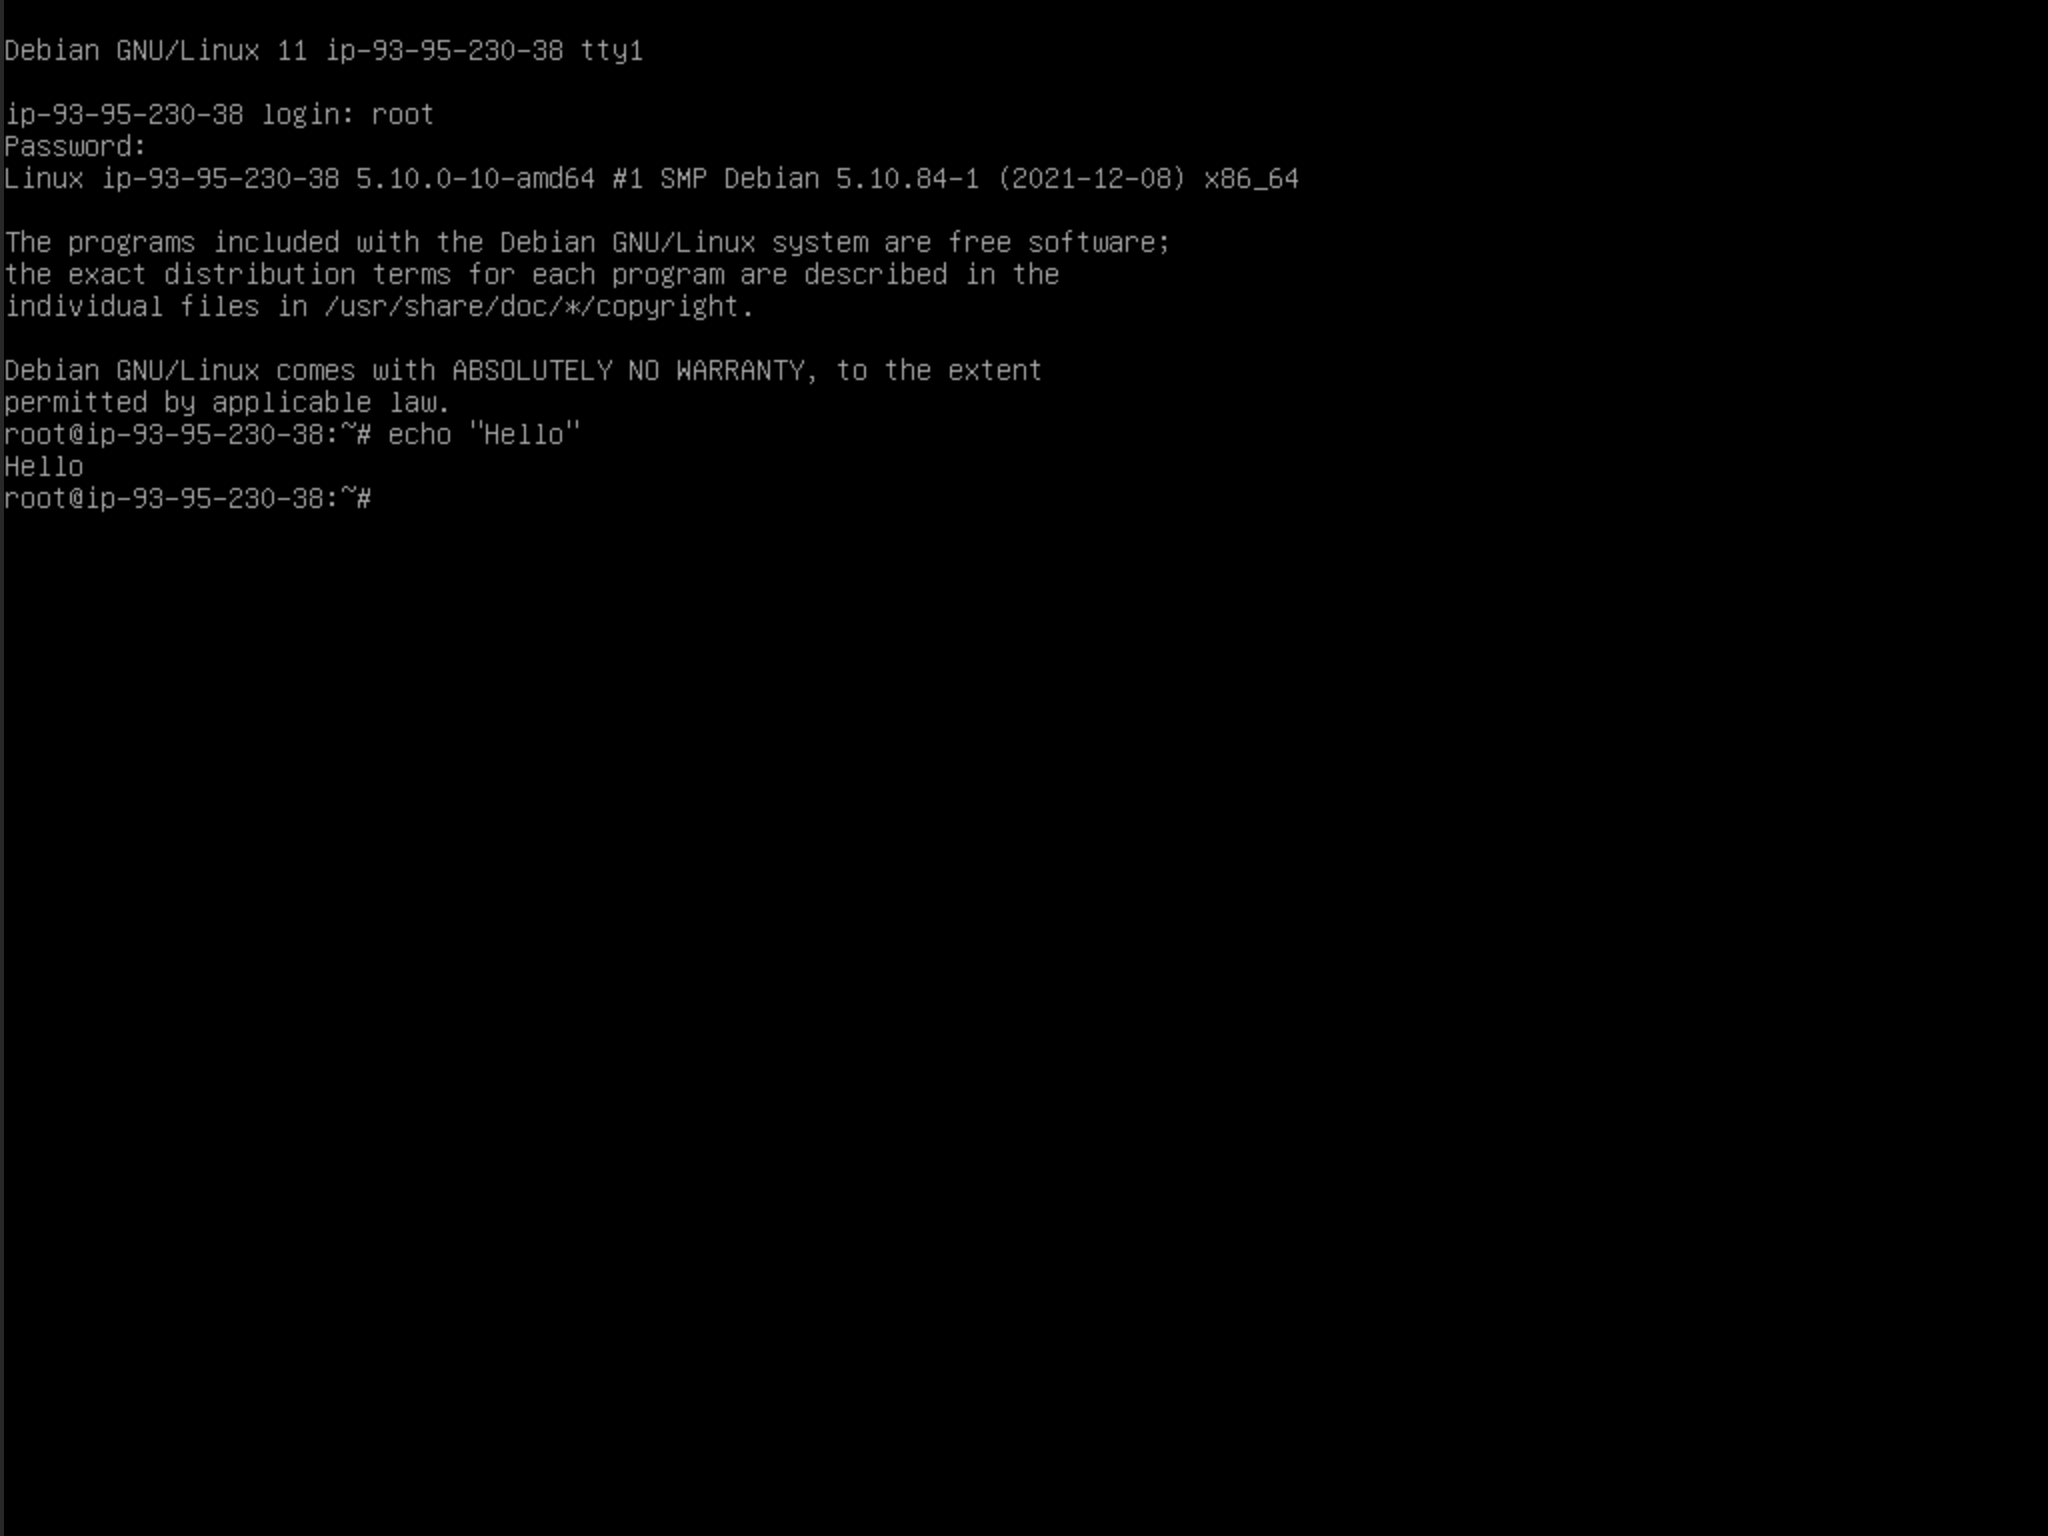 Debian GNU/Linux 11 ip-93-95-230-38 tty1
ip-93-95-230-38 login: root
Password:
Linux ip-93-95-230-38 5.10.0-10-amd64 #1 SMP Debian 5.10.84-1 (2021-12-08) x86_64
The programs included with the Debian GNU/Linux system are free software;
the exact distribution terms for each program are described in the
individual files in /usr/share/doc/*/copyright.
Debian GNU/Linux comes with ABSOLUTELY NO WARRANTY, to the extent
permitted by applicable law.
root@ip-93-95-230-38:~# echo "Hello"
Hello
root@ip-93-95-230-38:~#